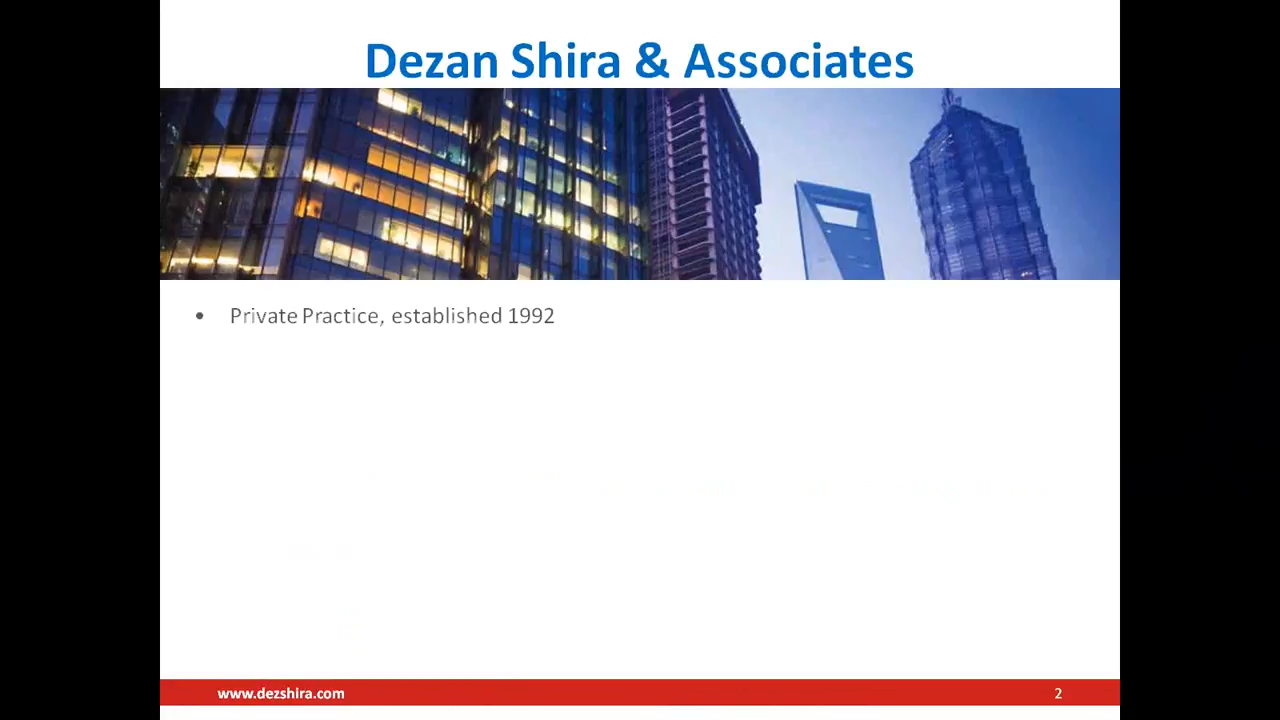 Dezan Shira & Associates
• Private Practice, established 1992
www.dezshira.com
2